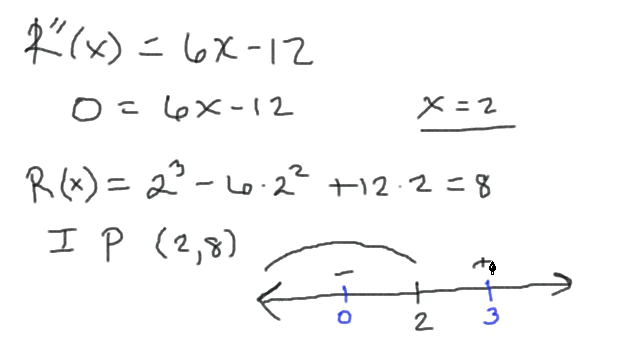 R''(x) = 6x - 12
0 = 6x - 12 x = 2
R(x) = 2³ - 6·2² + 12·2 = 8
I P (2,8)
- +
0 2 3